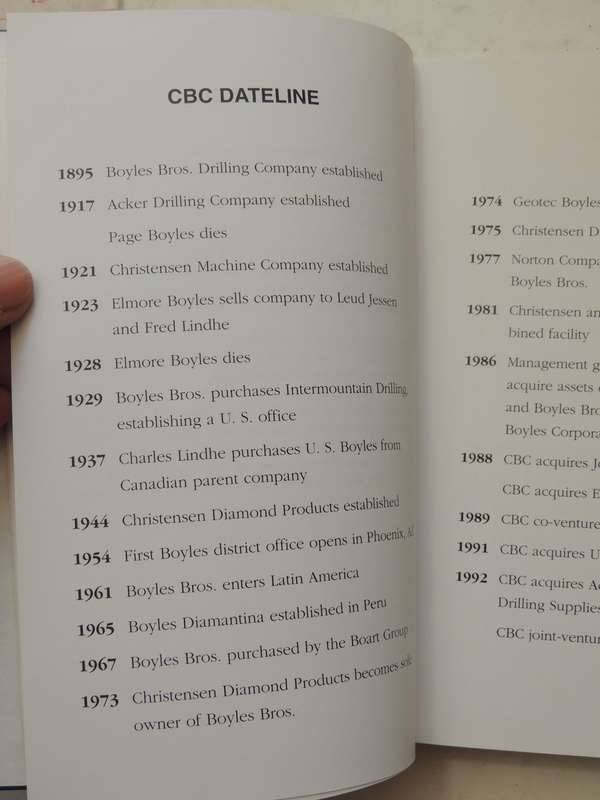 CBC DATELINE
1895 Boyles Bros. Drilling Company established
1917 Acker Drilling Company established
Page Boyles dies
1921 Christensen Machine Company established
1923 Elmore Boyles sells company to Leud Jessen
and Fred Lindhe
1928 Elmore Boyles dies
1929 Boyles Bros. purchases Intermountain Drilling,
establishing a U. S. office
1937 Charles Lindhe purchases U. S. Boyles from
Canadian parent company
1944 Christensen Diamond Products established
1954 First Boyles district office opens in Phoenix,
1961 Boyles Bros. enters Latin America
1965 Boyles Diamantina established in Peru
1967 Boyles Bros. purchased by the Boart Group
1973 Christensen Diamond Products becomes sole
owner of Boyles Bros.
1974 Geotec Boyles
1975 Christensen
1977 Norton
Boyles Bros.
1981 Christensen
bined facility
1986 Management
acquire assets
and Boyles
Boyles
1988 CBC acquires
CBC acquires
1989 CBC
1991 CBC acquires
1992 CBC acquires
Drilling Supplies
CBC